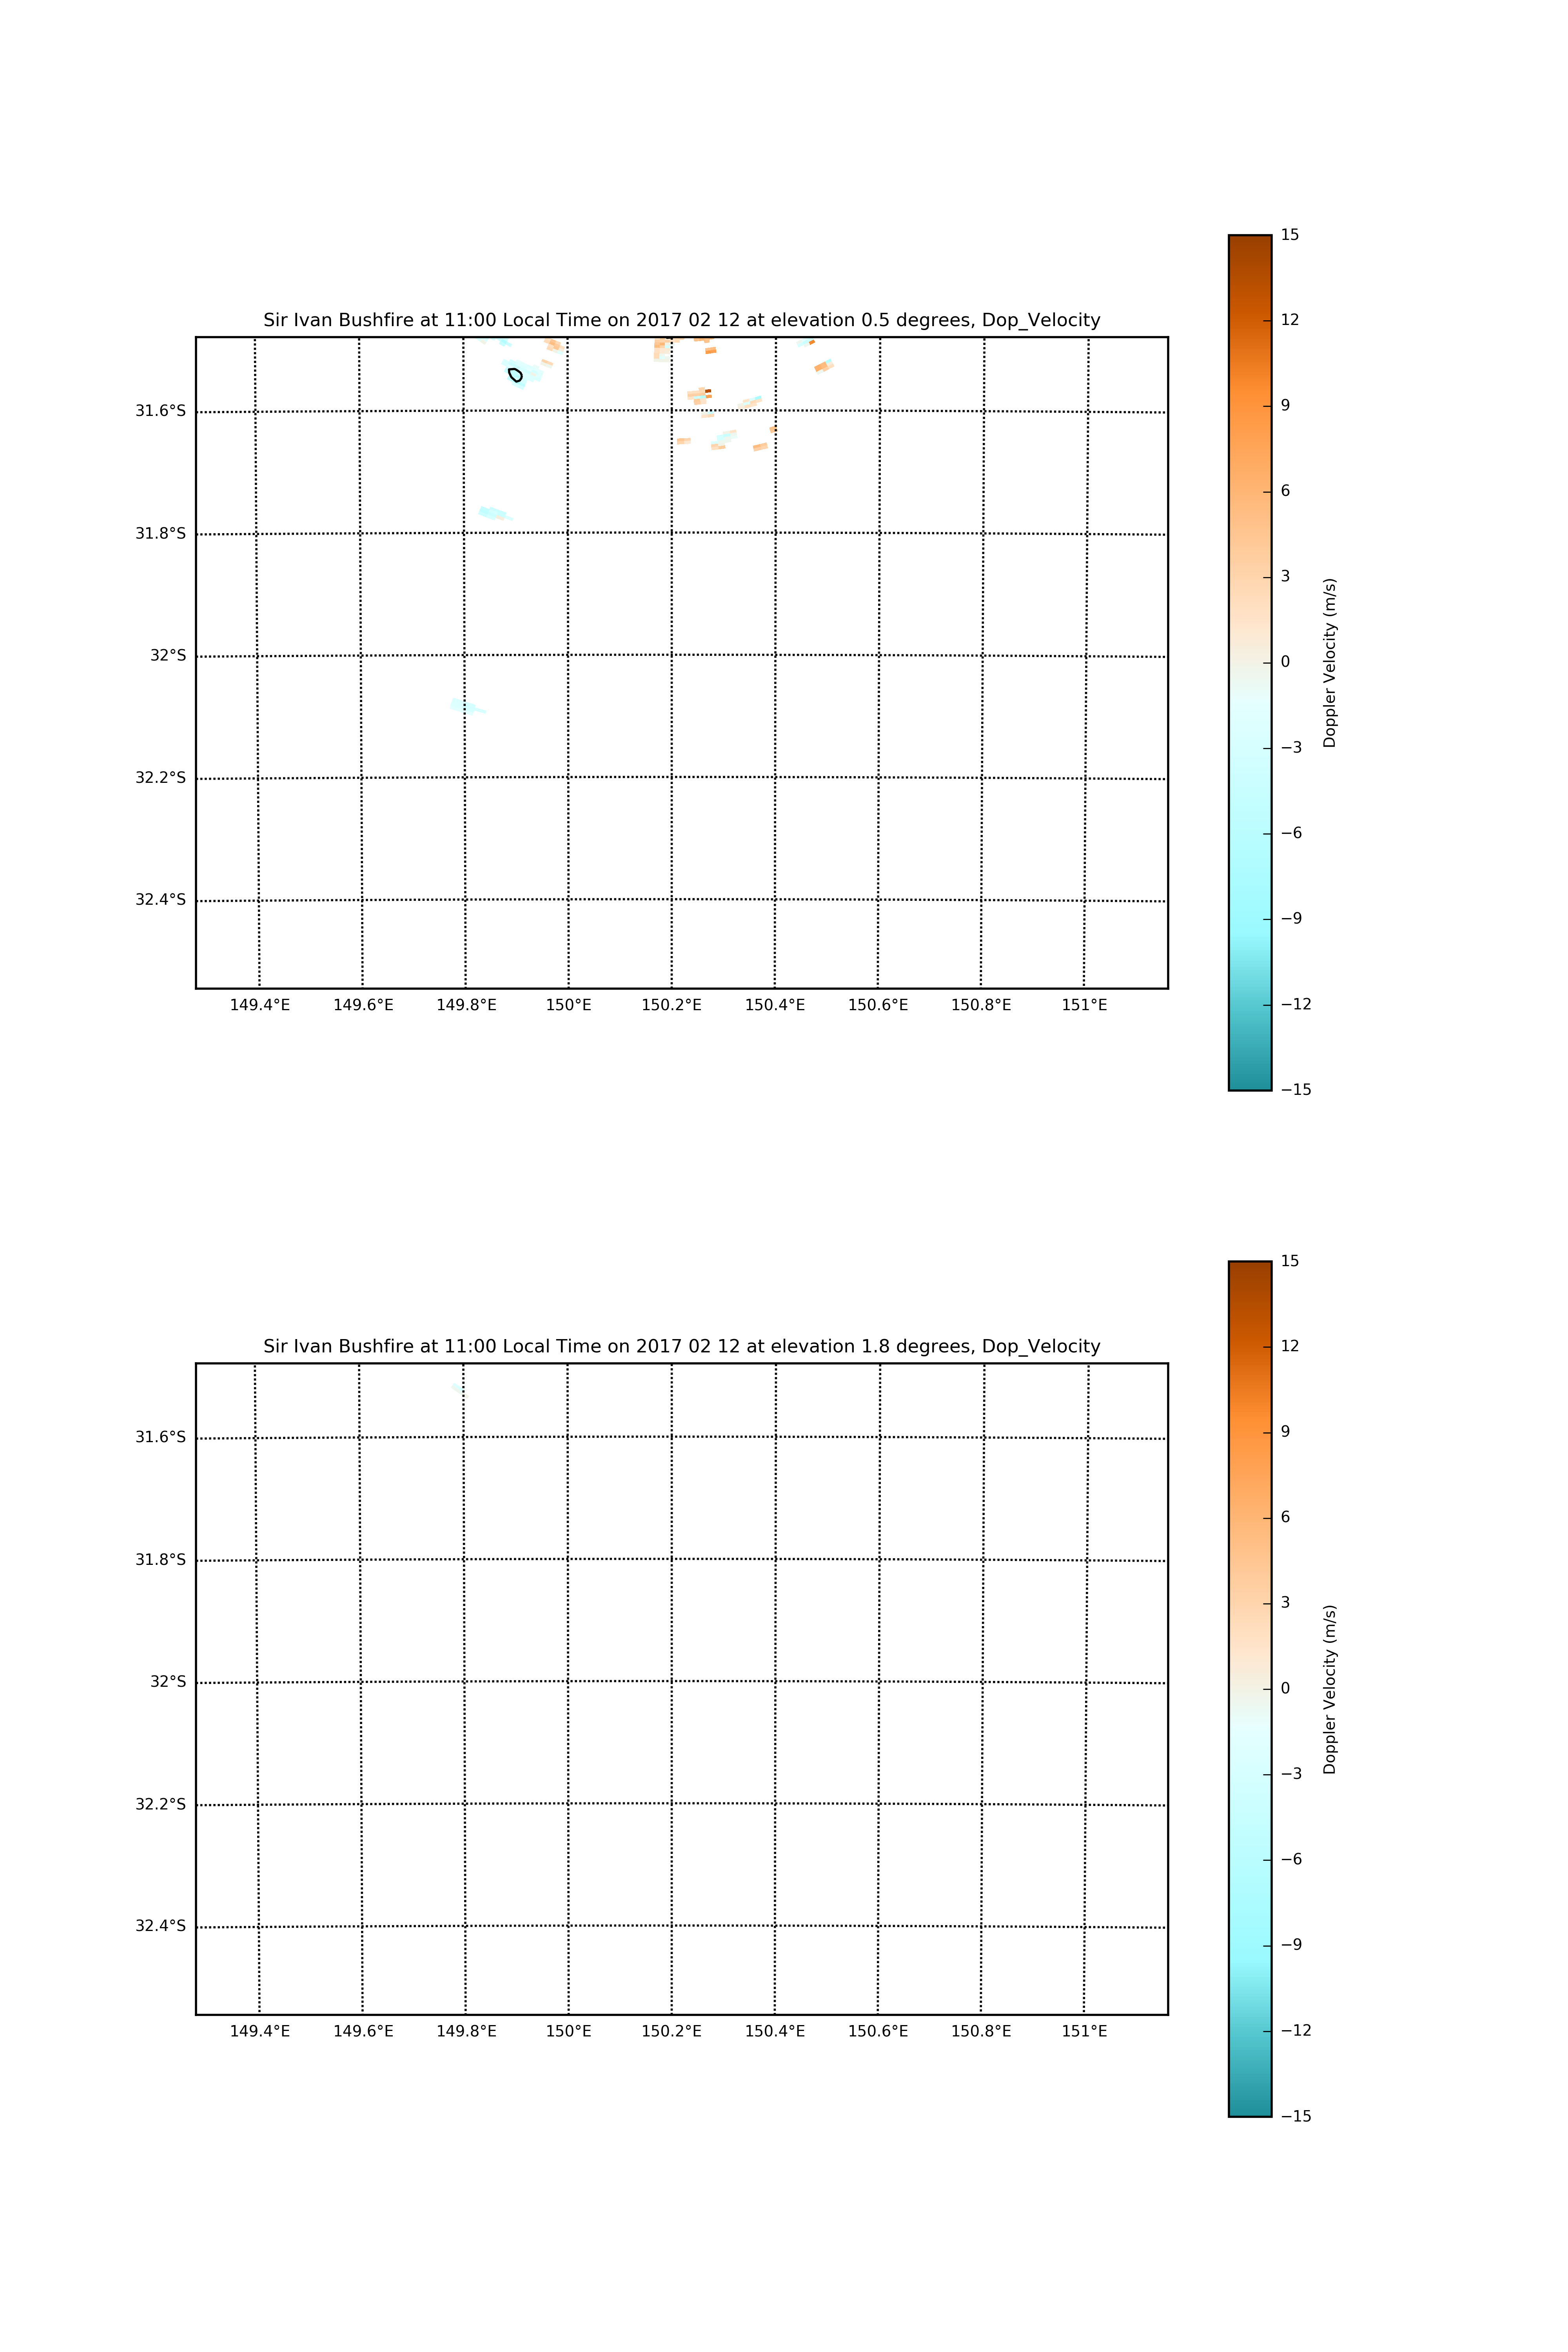 Sir Ivan Bushfire at 11:00 Local Time on 2017 02 12 at elevation 0.5 degrees, Dop_Velocity
31.6°S
31.8°S
32°S
32.2°S
32.4°S
149.4°E 149.6°E 149.8°E 150°E 150.2°E 150.4°E 150.6°E 150.8°E 151°E
15
12
9
6
3
0
−3
−6
−9
−12
−15
Doppler Velocity (m/s)
Sir Ivan Bushfire at 11:00 Local Time on 2017 02 12 at elevation 1.8 degrees, Dop_Velocity
31.6°S
31.8°S
32°S
32.2°S
32.4°S
149.4°E 149.6°E 149.8°E 150°E 150.2°E 150.4°E 150.6°E 150.8°E 151°E
15
12
9
6
3
0
−3
−6
−9
−12
−15
Doppler Velocity (m/s)